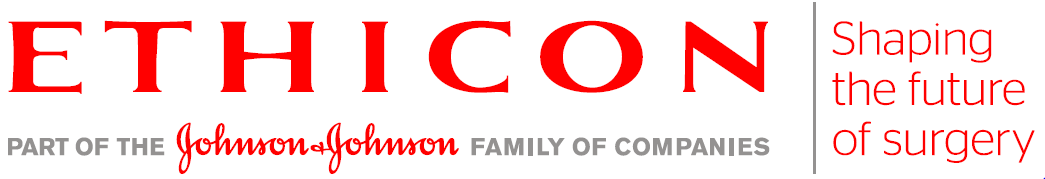 ETHICON
PART OF THE Johnson&Johnson FAMILY OF COMPANIES
Shaping
the future
of surgery